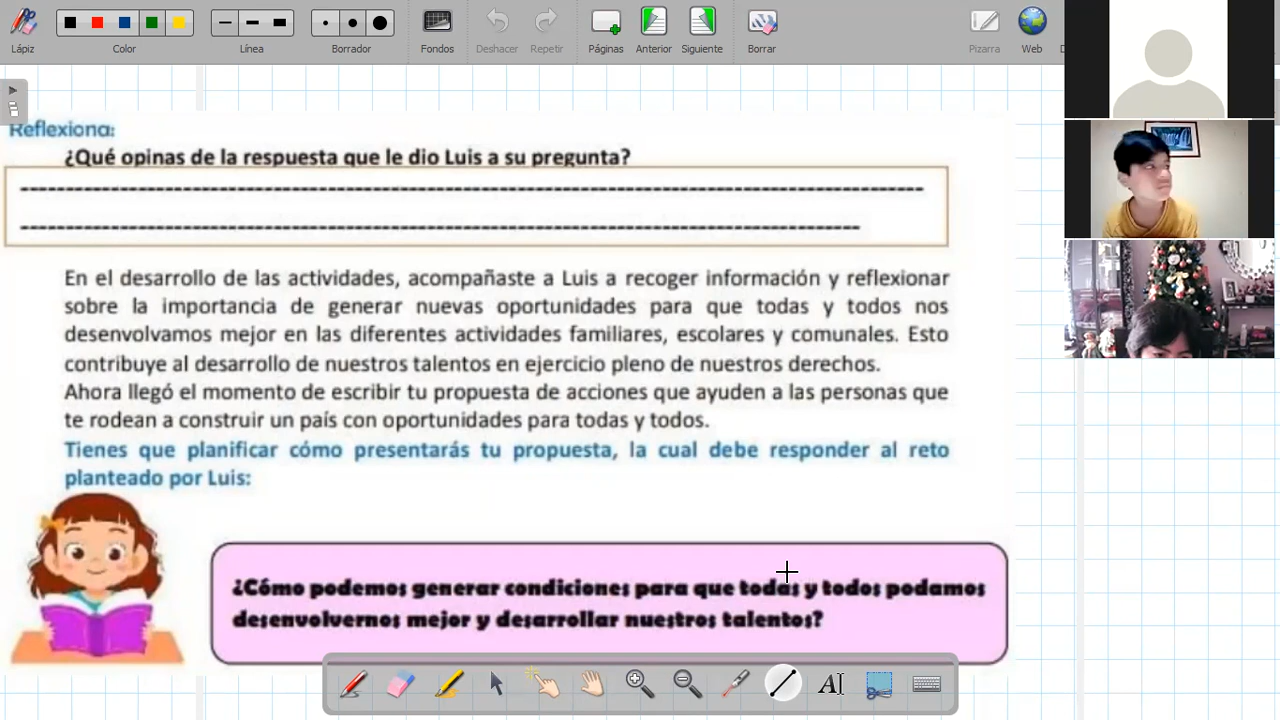 Lápiz Color Línea Borrador Fondos Deshacer Repetir Páginas Anterior Siguiente Borrar Pizarra Web
Reflexiona:
¿Qué opinas de la respuesta que le dio Luis a su pregunta?
En el desarrollo de las actividades, acompañaste a Luis a recoger información y reflexionar
sobre la importancia de generar nuevas oportunidades para que todas y todos nos
desenvolvamos mejor en las diferentes actividades familiares, escolares y comunales. Esto
contribuye al desarrollo de nuestros talentos en ejercicio pleno de nuestros derechos.
Ahora llegó el momento de escribir tu propuesta de acciones que ayuden a las personas que
te rodean a construir un país con oportunidades para todas y todos.
Tienes que planificar cómo presentarás tu propuesta, la cual debe responder al reto
planteado por Luis:
¿Cómo podemos generar condiciones para que todas y todos podamos
desenvolvernos mejor y desarrollar nuestros talentos?
AI